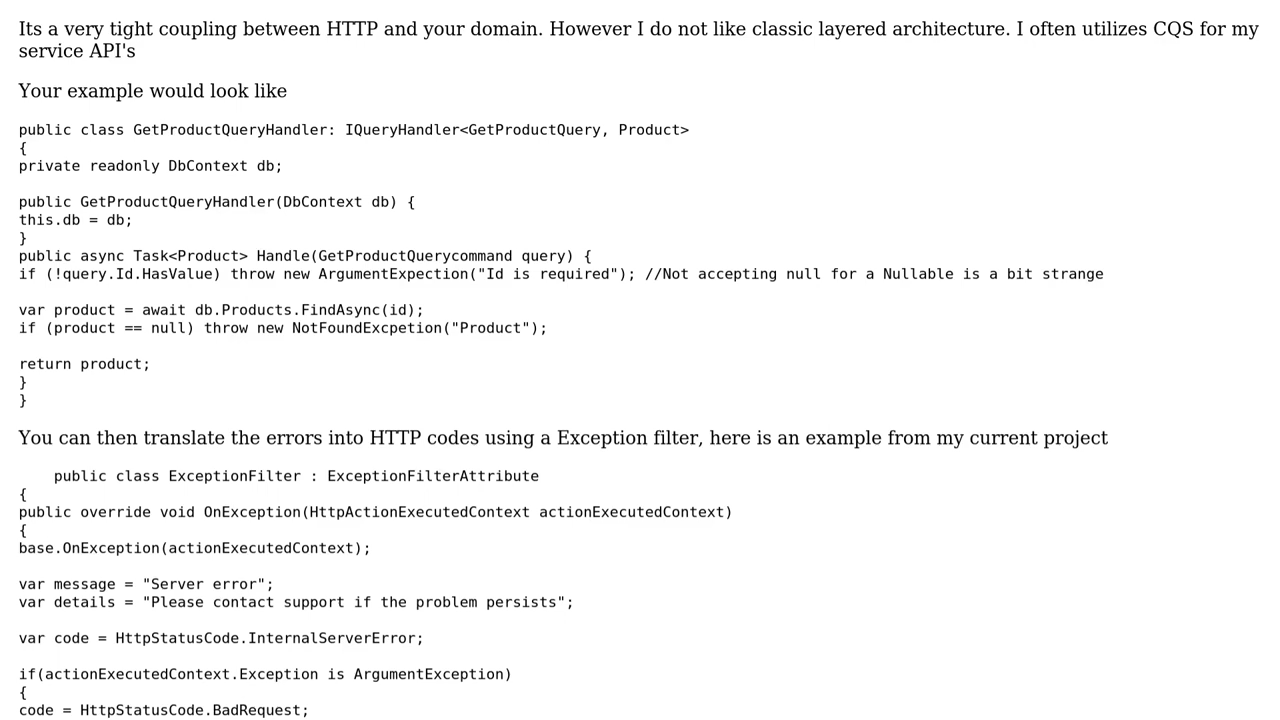 Its a very tight coupling between HTTP and your domain. However I do not like classic layered architecture. I often utilizes CQS for my
service API's
Your example would look like
public class GetProductQueryHandler: IQueryHandler<GetProductQuery, Product>
{
private readonly DbContext db;
public GetProductQueryHandler(DbContext db) {
this.db = db;
}
public async Task<Product> Handle(GetProductQuerycommand query) {
if (!query.Id.HasValue) throw new ArgumentExpection("Id is required"); //Not accepting null for a Nullable is a bit strange
var product = await db.Products.FindAsync(id);
if (product == null) throw new NotFoundExcpetion("Product");
return product;
}
}
You can then translate the errors into HTTP codes using a Exception filter, here is an example from my current project
public class ExceptionFilter : ExceptionFilterAttribute
{
public override void OnException(HttpActionExecutedContext actionExecutedContext)
{
base.OnException(actionExecutedContext);
var message = "Server error";
var details = "Please contact support if the problem persists";
var code = HttpStatusCode.InternalServerError;
if(actionExecutedContext.Exception is ArgumentException)
{
code = HttpStatusCode.BadRequest;